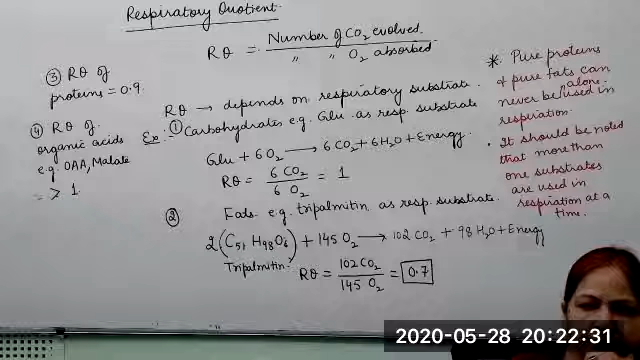 Respiratory Quotient.
RQ = Number of CO2 evolved
" " O2 absorbed
③ RQ of
proteins = 0.9.
④ RQ of
organic acids
e.g. OAA, Malate
= > 1
RQ → depends on respiratory substrate.
Ex:- ① Carbohydrates e.g. Glu as resp. substrate
Glu + 6O2 → 6CO2 + 6H2O + Energy.
RQ = 6 CO2 / 6 O2 = 1
② Fats e.g. tripalmitin as resp. substrate.
2(C51 H98 O6) + 145 O2 → 102 CO2 + 98 H2O + Energy
Tripalmitin.
RQ = 102 CO2 / 145 O2 = 0.7
* Pure proteins
& pure fats can
never be used in
alone.
respiration.
• It should be noted
that more than
one substrates
are used in
respiration at a
time.
2020-05-28 20:22:31